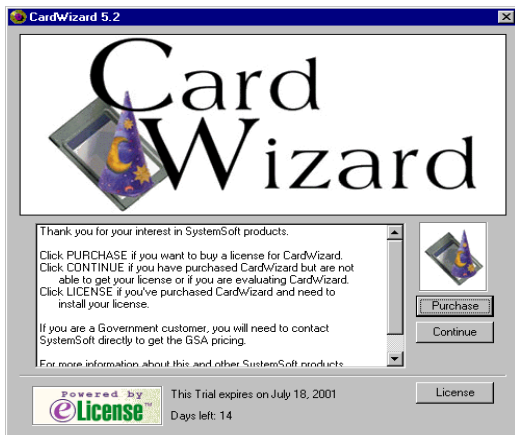 CardWizard 5.2
Card
Wizard
Thank you for your interest in SystemSoft products.
Click PURCHASE if you want to buy a license for CardWizard.
Click CONTINUE if you have purchased CardWizard but are not
able to get your license or if you are evaluating CardWizard.
Click LICENSE if you've purchased CardWizard and need to
install your license.
If you are a Government customer, you will need to contact
SystemSoft directly to get the GSA pricing.
For more information about this and other SystemSoft products
Purchase
Continue
Powered by
eLicense™
This Trial expires on July 18, 2001
Days left: 14
License